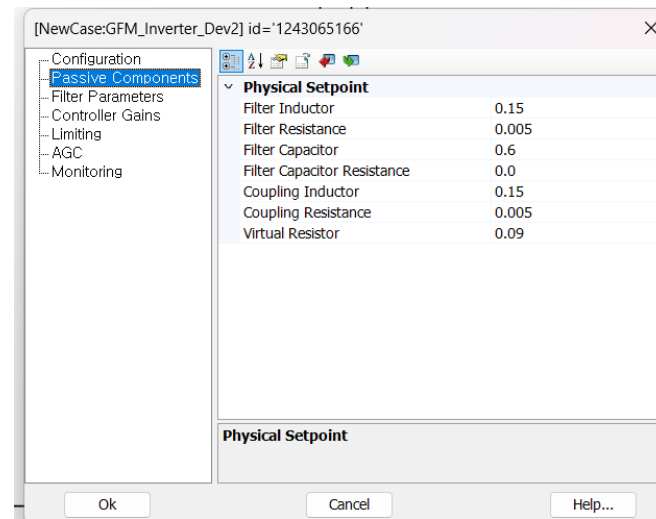 [NewCase:GFM_Inverter_Dev2] id='1243065166'
Configuration
Passive Components
Filter Parameters
Controller Gains
Limiting
AGC
Monitoring
Physical Setpoint
Filter Inductor 0.15
Filter Resistance 0.005
Filter Capacitor 0.6
Filter Capacitor Resistance 0.0
Coupling Inductor 0.15
Coupling Resistance 0.005
Virtual Resistor 0.09
Physical Setpoint
Ok Cancel Help...